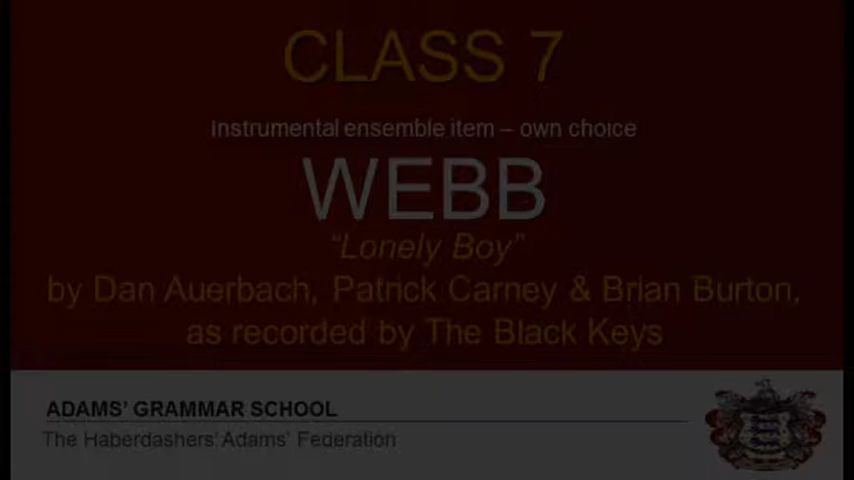 CLASS 7
Instrumental ensemble item – own choice
WEBB
“Lonely Boy”
by Dan Auerbach, Patrick Carney & Brian Burton,
as recorded by The Black Keys
ADAMS’ GRAMMAR SCHOOL
The Haberdashers’ Adams’ Federation